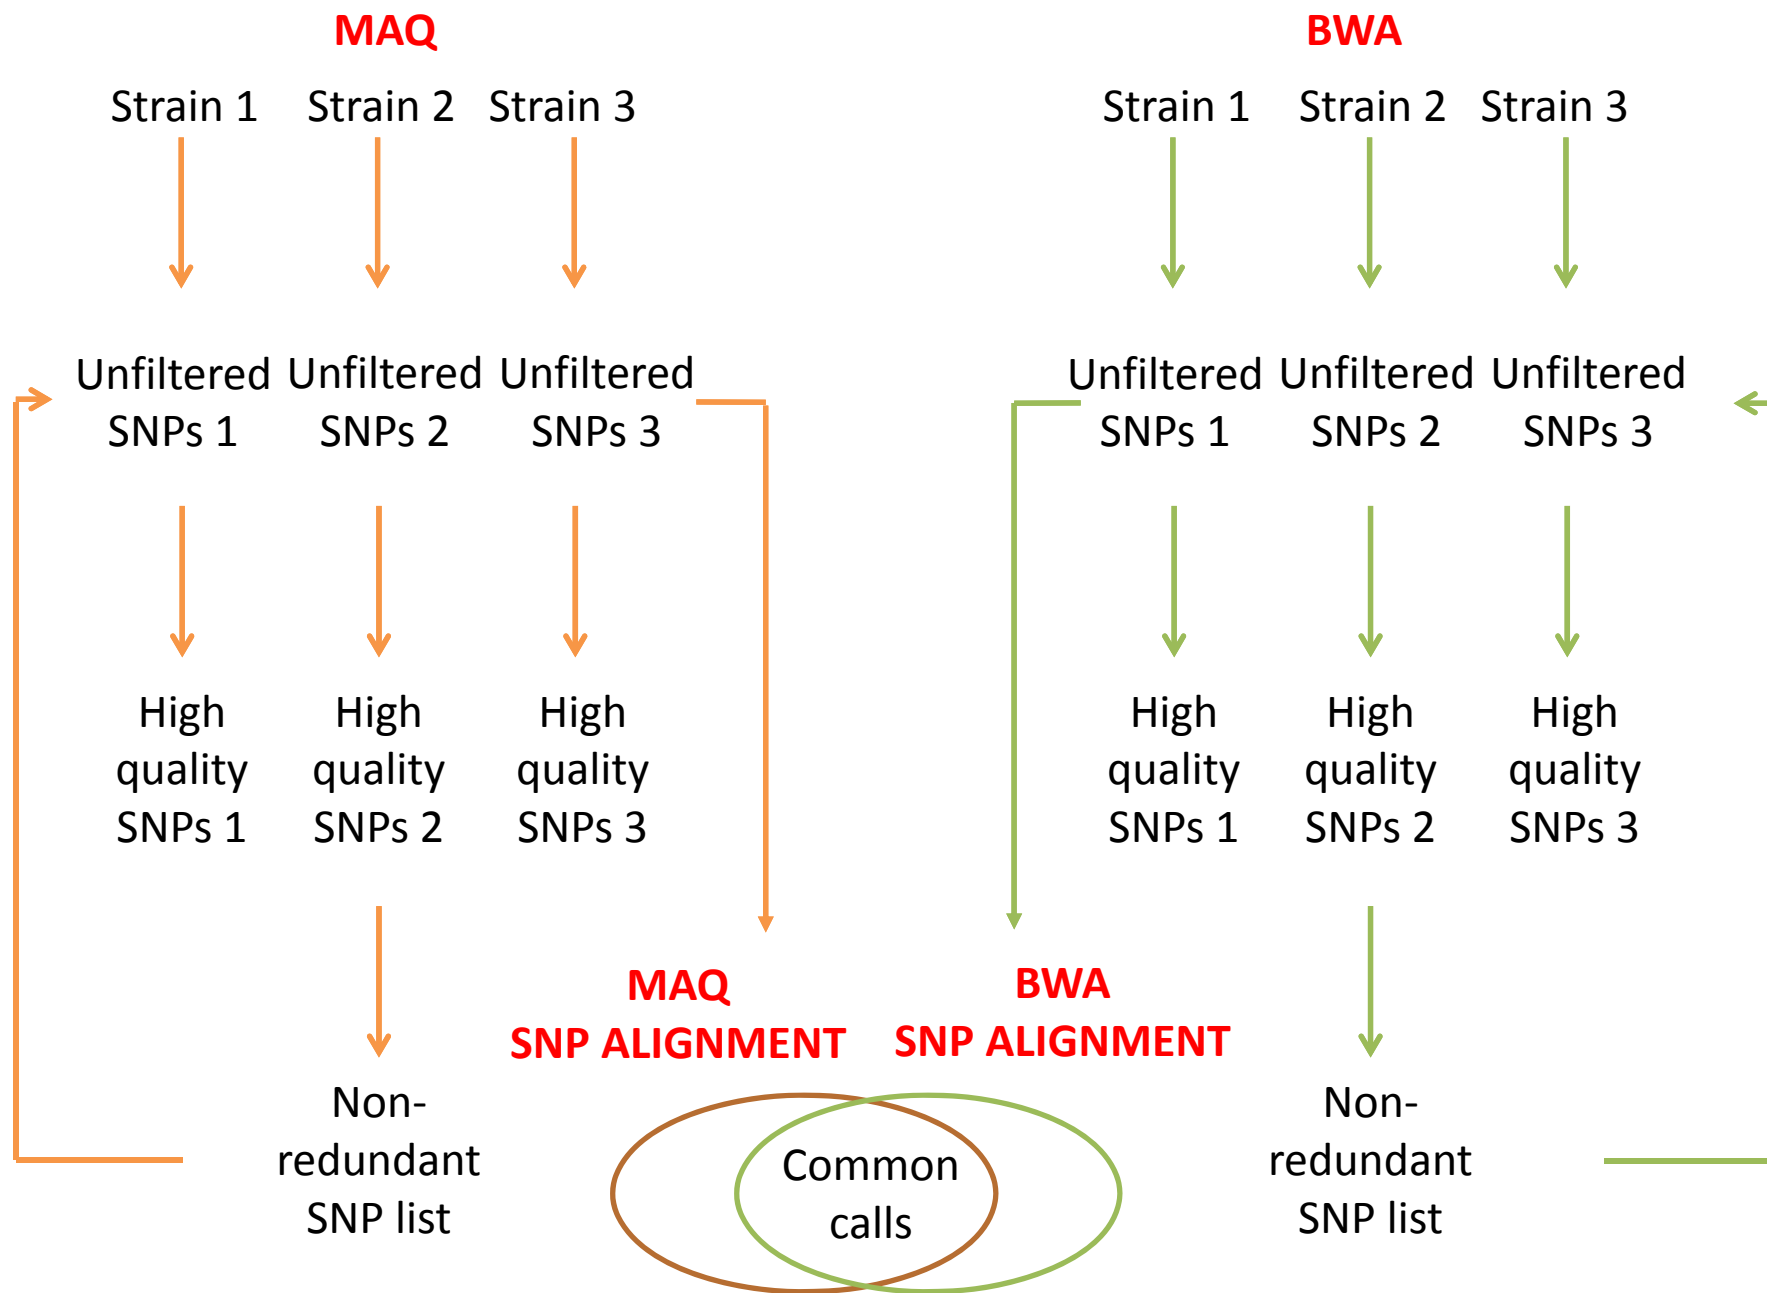 MAQ
BWA
Strain 1 Strain 2 Strain 3
Strain 1 Strain 2 Strain 3
Unfiltered Unfiltered Unfiltered
SNPs 1 SNPs 2 SNPs 3
Unfiltered Unfiltered Unfiltered
SNPs 1 SNPs 2 SNPs 3
High High High
quality quality quality
SNPs 1 SNPs 2 SNPs 3
High High High
quality quality quality
SNPs 1 SNPs 2 SNPs 3
MAQ
SNP ALIGNMENT
BWA
SNP ALIGNMENT
Non-
redundant
SNP list
Common
calls
Non-
redundant
SNP list